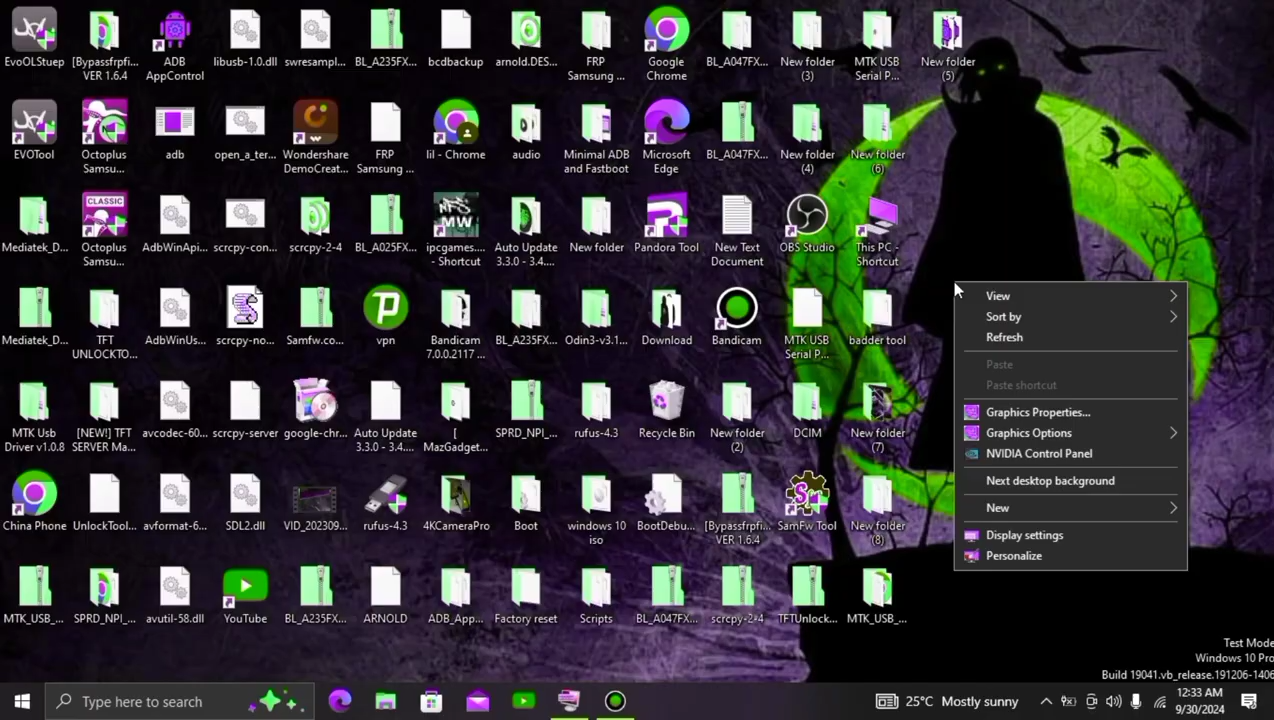 EvoOLStuep
[Bypassfrpfi...
VER 1.6.4
ADB
AppControl
libusb-1.0.dll
swresampl...
BL_A235FX...
bcdbackup
arnold.DES...
FRP
Samsung ...
Google
Chrome
BL_A047FX...
New folder
(3)
MTK USB
Serial P...
New folder
(5)
EVOTool
Octoplus
Samsu...
adb
open_a_ter...
Wondershare
DemoCreat...
FRP
Samsung ...
lil - Chrome
audio
Minimal ADB
and Fastboot
Microsoft
Edge
BL_A047FX...
New folder
(4)
New folder
(6)
Mediatek_D...
CLASSIC
Octoplus
Samsu...
AdbWinApi...
scrcpy-con...
scrcpy-2-4
BL_A025FX...
MW
ipcgames....
- Shortcut
Auto Update
3.3.0 - 3.4....
New folder
Pandora Tool
New Text
Document
OBS Studio
This PC -
Shortcut
Mediatek_D...
TFT
UNLOCKTO...
AdbWinUs...
scrcpy-no...
Samfw.co...
vpn
Bandicam
7.0.0.2117 ...
BL_A235FX...
Odin3-v3.1...
Download
Bandicam
MTK USB
Serial P...
badder tool
MTK Usb
Driver v1.0.8
[NEW!] TFT
SERVER Ma...
avcodec-60...
scrcpy-server
google-chr...
Auto Update
3.3.0 - 3.4....
[
MazGadget...
SPRD_NPI_...
rufus-4.3
Recycle Bin
New folder
(2)
DCIM
New folder
(7)
China Phone
UnlockTool...
avformat-6...
SDL2.dll
VID_202309...
rufus-4.3
4KCameraPro
Boot
windows 10
iso
BootDebu...
[Bypassfrpfi...
VER 1.6.4
SamFw Tool
New folder
(8)
MTK_USB_...
SPRD_NPI_...
avutil-58.dll
YouTube
BL_A235FX...
ARNOLD
ADB_App...
Factory reset
Scripts
BL_A047FX...
scrcpy-2-4
TFTUnlock...
MTK_USB_...
View
Sort by
Refresh
Paste
Paste shortcut
Graphics Properties...
Graphics Options
NVIDIA Control Panel
Next desktop background
New
Display settings
Personalize
Test Mode
Windows 10 Pro
Build 19041.vb_release.191206-1406
Type here to search
25°C Mostly sunny
12:33 AM
9/30/2024